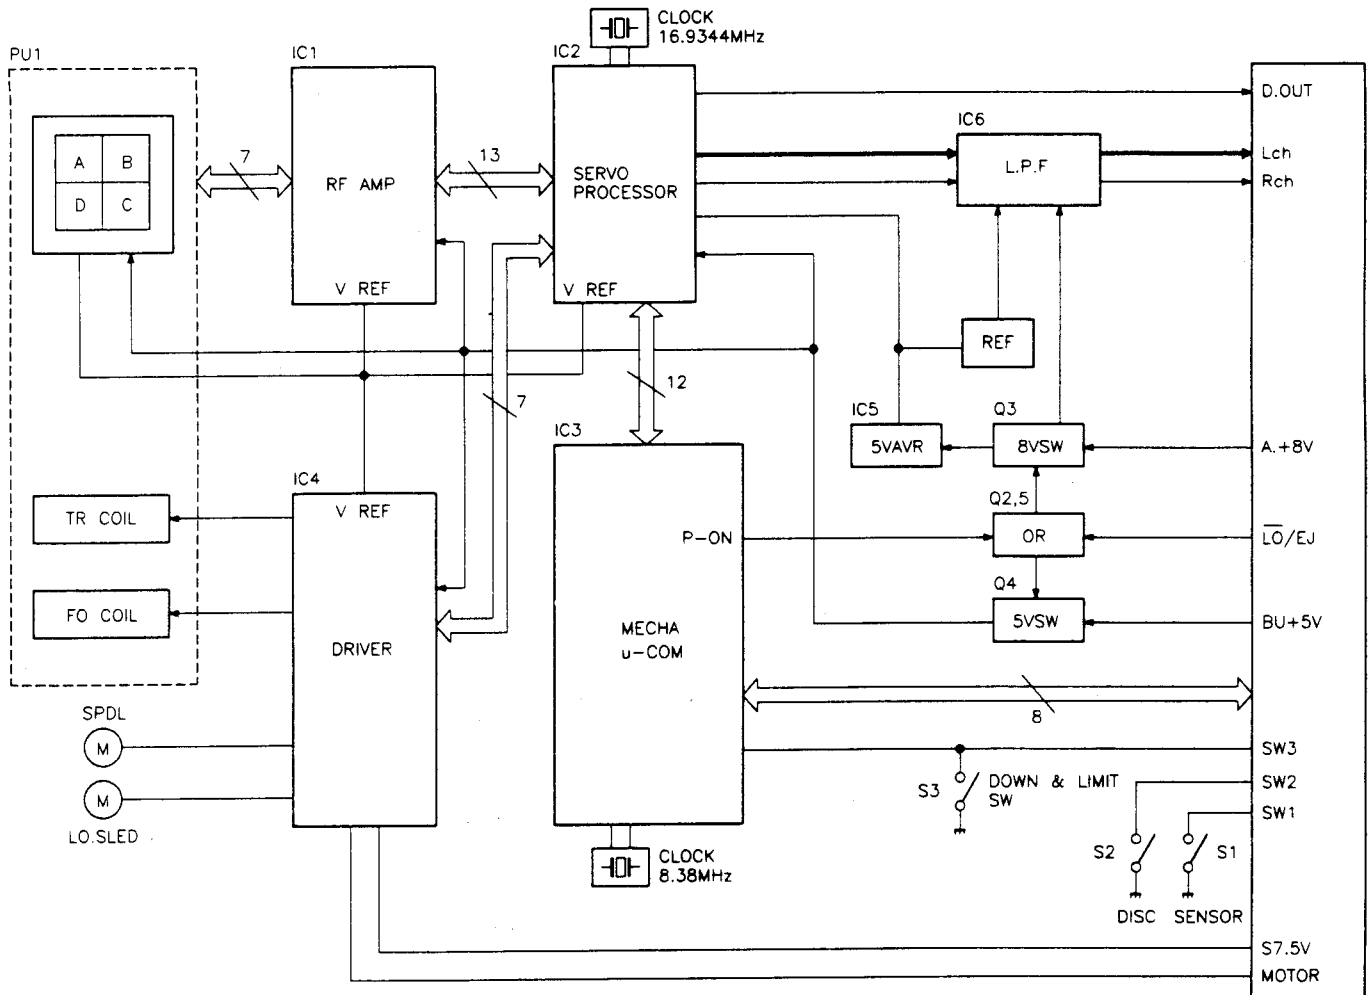 CLOCK
16.9344MHz
PU1
IC1
IC2
D.OUT
IC6
A B
D C
7
RF AMP
13
SERVO
PROCESSOR
L.P.F
Lch
Rch
V REF
V REF
REF
12
7
IC5
Q3
IC3
5VAVR
8VSW
A.+8V
IC4
Q2,5
TR COIL
V REF
P-ON
OR
L̅O̅/EJ
Q4
FO COIL
DRIVER
MECHA
u-COM
5VSW
BU+5V
8
SPDL
M
SW3
S3
DOWN & LIMIT
SW
SW2
M
SW1
LO.SLED
S2
S1
CLOCK
8.38MHz
DISC SENSOR
S7.5V
MOTOR